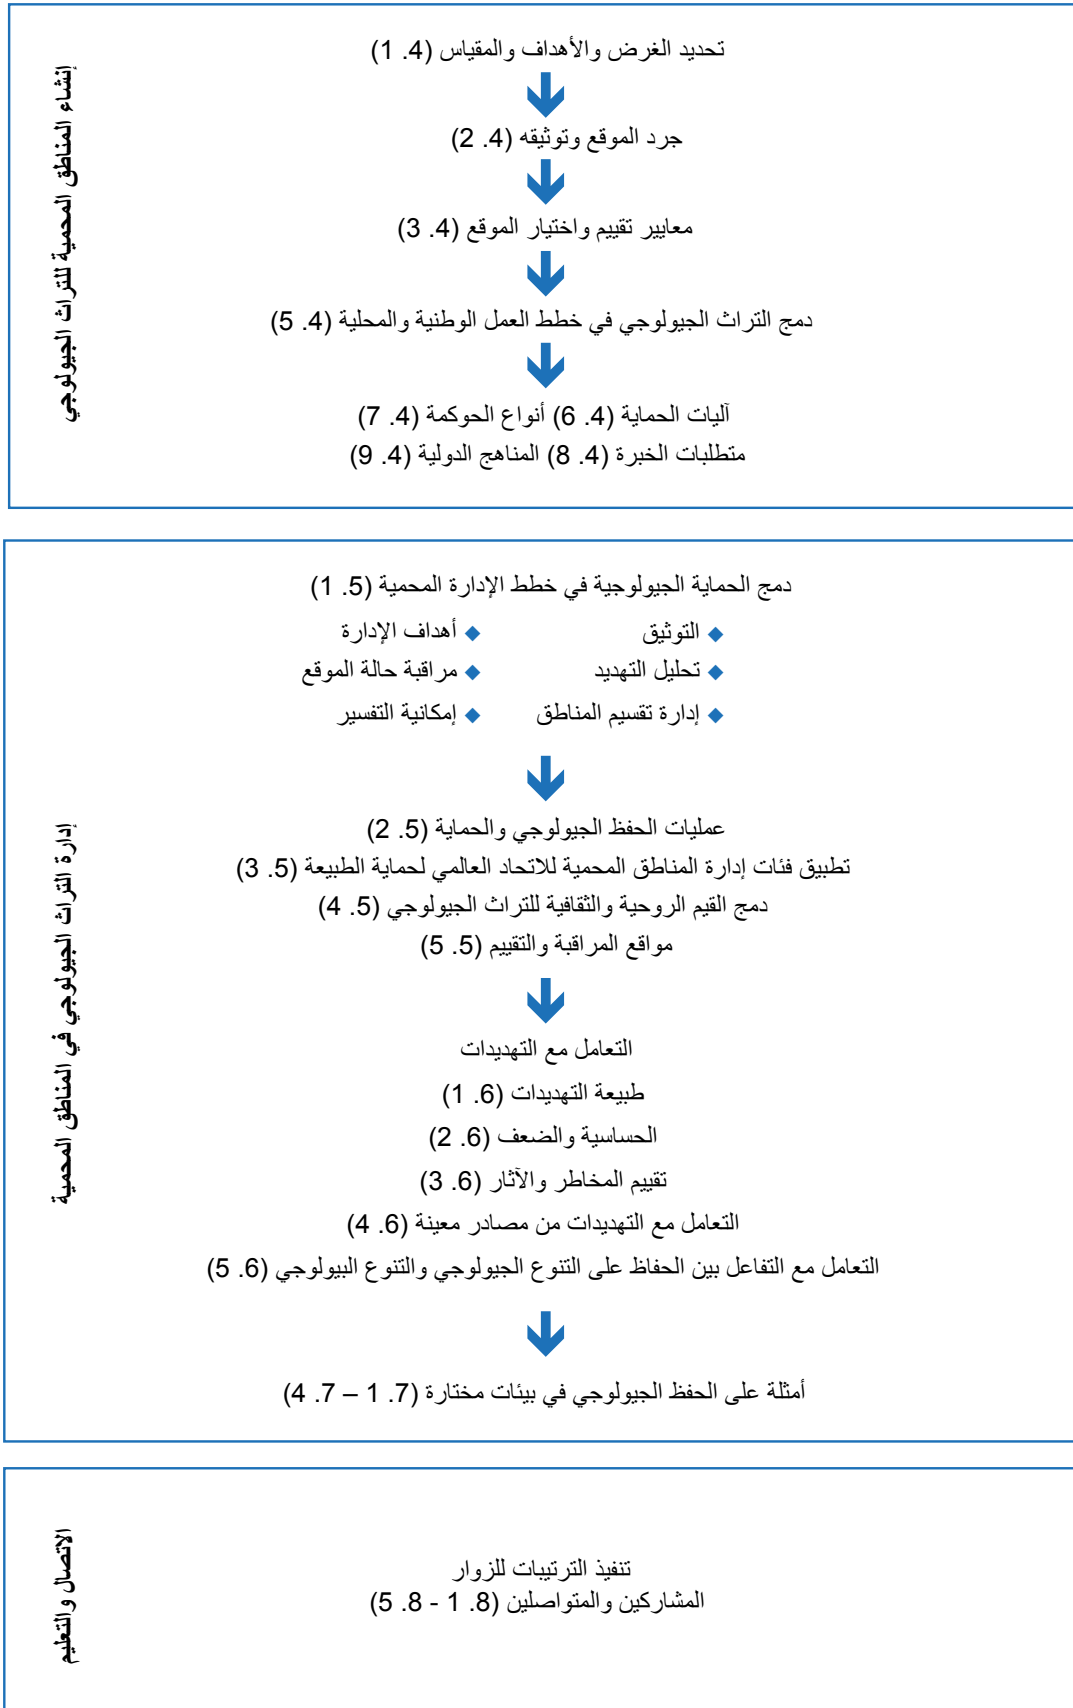 إنشاء المناطق المحمية للتراث الجيولوجي
تحديد الغرض والأهداف والمقياس (4. 1)
جرد الموقع وتوثيقه (4. 2)
معايير تقييم واختيار الموقع (4. 3)
دمج التراث الجيولوجي في خطط العمل الوطنية والمحلية (4. 5)
آليات الحماية (4. 6) أنواع الحوكمة (4. 7)
متطلبات الخبرة (4. 8) المناهج الدولية (4. 9)
إدارة التراث الجيولوجي في المناطق المحمية
دمج الحماية الجيولوجية في خطط الإدارة المحمية (5. 1)
◆ التوثيق ◆ أهداف الإدارة
◆ تحليل التهديد ◆ مراقبة حالة الموقع
◆ إدارة تقسيم المناطق ◆ إمكانية التفسير
عمليات الحفظ الجيولوجي والحماية (5. 2)
تطبيق فئات إدارة المناطق المحمية للاتحاد العالمي لحماية الطبيعة (5. 3)
دمج القيم الروحية والثقافية للتراث الجيولوجي (5. 4)
مواقع المراقبة والتقييم (5. 5)
التعامل مع التهديدات
طبيعة التهديدات (6. 1)
الحساسية والضعف (6. 2)
تقييم المخاطر والآثار (6. 3)
التعامل مع التهديدات من مصادر معينة (6. 4)
التعامل مع التفاعل بين الحفاظ على التنوع الجيولوجي والتنوع البيولوجي (6. 5)
أمثلة على الحفظ الجيولوجي في بيئات مختارة (7. 1 – 7. 4)
الاتصال والتعليم
تنفيذ الترتيبات للزوار
المشاركين والمتواصلين (8. 1 - 8. 5)